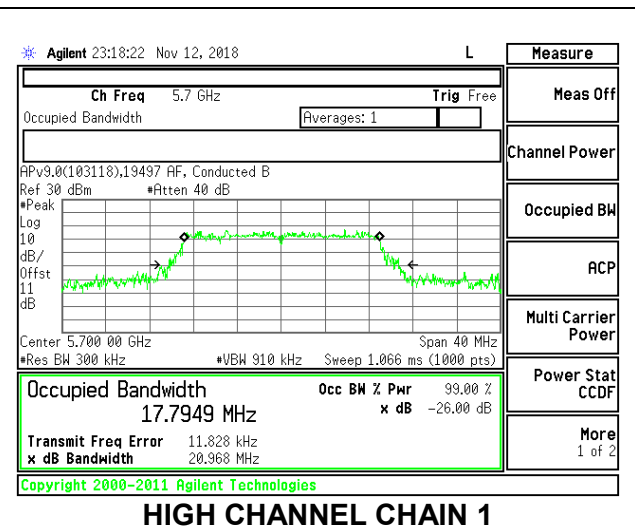 Agilent 23:18:22 Nov 12, 2018 L
Measure
Ch Freq 5.7 GHz Trig Free
Meas Off
Occupied Bandwidth Averages: 1
Channel Power
APv9.0(103118),19497 AF, Conducted B
Ref 30 dBm #Atten 40 dB
#Peak
Occupied BW
Log
10
dB/
ACP
Offst
11
dB
Multi Carrier
Power
Center 5.700 00 GHz Span 40 MHz
#Res BW 300 kHz #VBW 910 kHz Sweep 1.066 ms (1000 pts)
Power Stat
CCDF
Occupied Bandwidth Occ BW % Pwr 99.00 %
17.7949 MHz x dB -26.00 dB
Transmit Freq Error 11.828 kHz
x dB Bandwidth 20.968 MHz
More
1 of 2
Copyright 2000-2011 Agilent Technologies
HIGH CHANNEL CHAIN 1